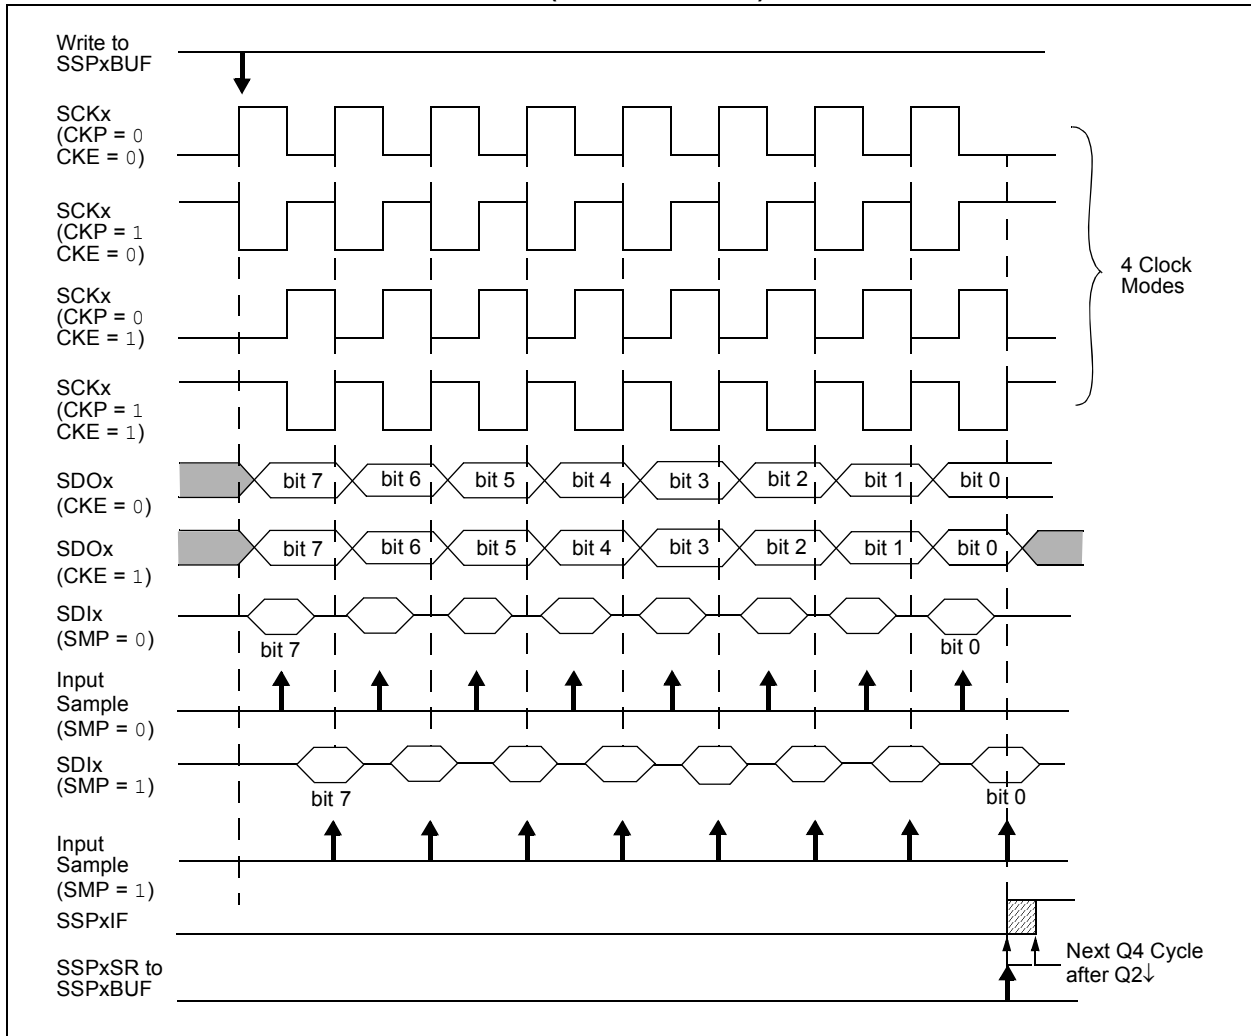 Write to
SSPxBUF
SCKx
(CKP = 0
CKE = 0)
SCKx
(CKP = 1
CKE = 0)
4 Clock
Modes
SCKx
(CKP = 0
CKE = 1)
SCKx
(CKP = 1
CKE = 1)
SDOx
(CKE = 0)
bit 7 bit 6 bit 5 bit 4 bit 3 bit 2 bit 1 bit 0
SDOx
(CKE = 1)
bit 7 bit 6 bit 5 bit 4 bit 3 bit 2 bit 1 bit 0
SDIx
(SMP = 0)
bit 7 bit 0
Input
Sample
(SMP = 0)
SDIx
(SMP = 1)
bit 7 bit 0
Input
Sample
(SMP = 1)
SSPxIF
Next Q4 Cycle
after Q2↓
SSPxSR to
SSPxBUF